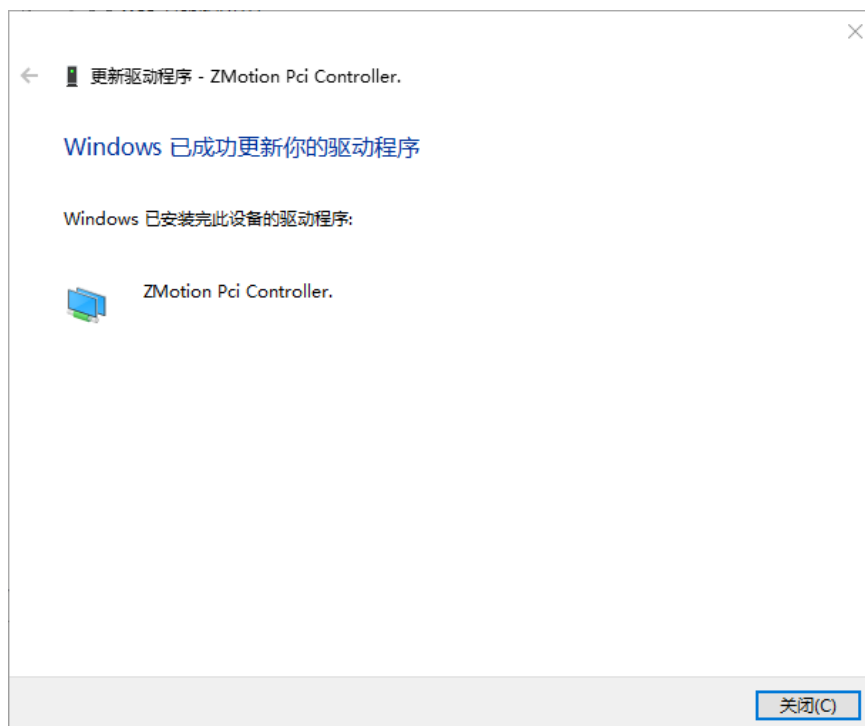 更新驱动程序 - ZMotion Pci Controller.
Windows 已成功更新你的驱动程序
Windows 已安装完此设备的驱动程序:
ZMotion Pci Controller.
关闭(C)